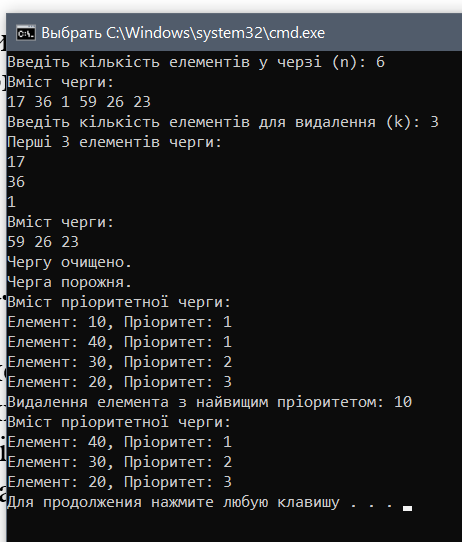 Выбрать C:\Windows\system32\cmd.exe
Введіть кількість елементів у черзі (n): 6
Вміст черги:
17 36 1 59 26 23
Введіть кількість елементів для видалення (k): 3
Перші 3 елементів черги:
17
36
1
Вміст черги:
59 26 23
Чергу очищено.
Черга порожня.
Вміст пріоритетної черги:
Елемент: 10, Пріоритет: 1
Елемент: 40, Пріоритет: 1
Елемент: 30, Пріоритет: 2
Елемент: 20, Пріоритет: 3
Видалення елемента з найвищим пріоритетом: 10
Вміст пріоритетної черги:
Елемент: 40, Пріоритет: 1
Елемент: 30, Пріоритет: 2
Елемент: 20, Пріоритет: 3
Для продолжения нажмите любую клавишу . . .